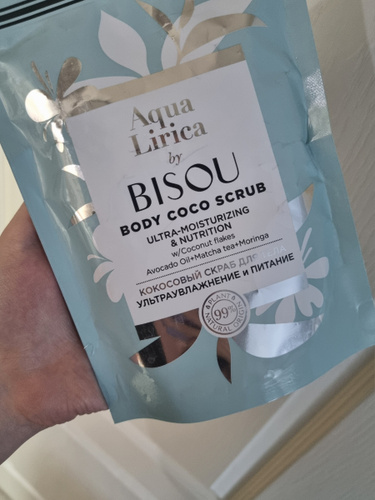 Aqua
Lirica
by
BISOU
BODY COCO SCRUB
ULTRA-MOISTURIZING
& NUTRITION
w/Coconut flakes
Avocado Oil+Matcha tea+Moringa
КОКОСОВЫЙ СКРАБ ДЛЯ
УЛЬТРАУВЛАЖНЕНИЕ и ПИТАНИЕ
99%